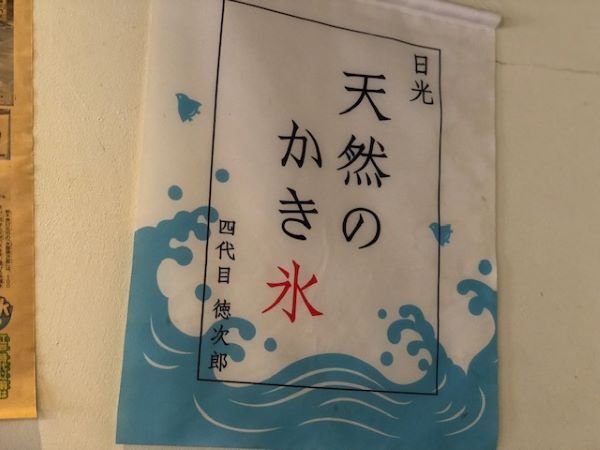 日光
天然の
かき氷
四代目 徳次郎